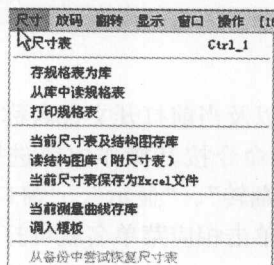 尺寸 放码 翻转 显示 窗口 操作
尺寸表 Ctrl_1
存规格表为库
从库中读规格表
打印规格表
当前尺寸表及结构图存库
读结构图库(附尺寸表)
当前尺寸表保存为Excel文件
当前测量曲线存库
调入模板
从备份中尝试恢复尺寸表